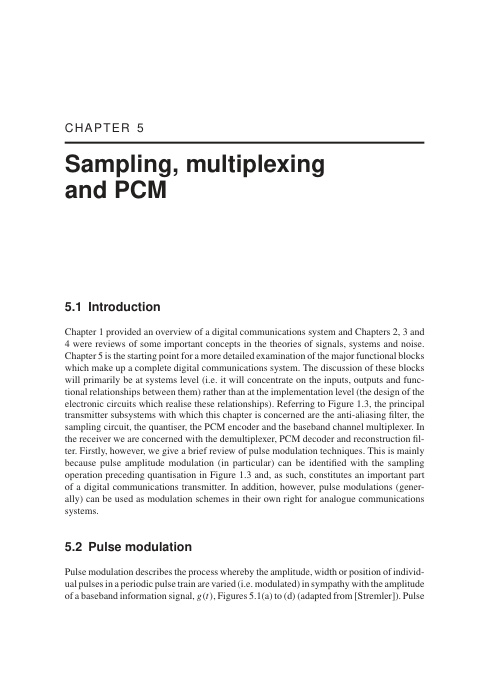 CHAPTER 5
Sampling, multiplexing
and PCM
5.1 Introduction
Chapter 1 provided an overview of a digital communications system and Chapters 2, 3 and
4 were reviews of some important concepts in the theories of signals, systems and noise.
Chapter 5 is the starting point for a more detailed examination of the major functional blocks
which make up a complete digital communications system. The discussion of these blocks
will primarily be at systems level (i.e. it will concentrate on the inputs, outputs and func-
tional relationships between them) rather than at the implementation level (the design of the
electronic circuits which realise these relationships). Referring to Figure 1.3, the principal
transmitter subsystems with which this chapter is concerned are the anti-aliasing filter, the
sampling circuit, the quantiser, the PCM encoder and the baseband channel multiplexer. In
the receiver we are concerned with the demultiplexer, PCM decoder and reconstruction fil-
ter. Firstly, however, we give a brief review of pulse modulation techniques. This is mainly
because pulse amplitude modulation (in particular) can be identified with the sampling
operation preceding quantisation in Figure 1.3 and, as such, constitutes an important part
of a digital communications transmitter. In addition, however, pulse modulations (gener-
ally) can be used as modulation schemes in their own right for analogue communications
systems.
5.2 Pulse modulation
Pulse modulation describes the process whereby the amplitude, width or position of individ-
ual pulses in a periodic pulse train are varied (i.e. modulated) in sympathy with the amplitude
of a baseband information signal, g(t), Figures 5.1(a) to (d) (adapted from [Stremler]). Pulse